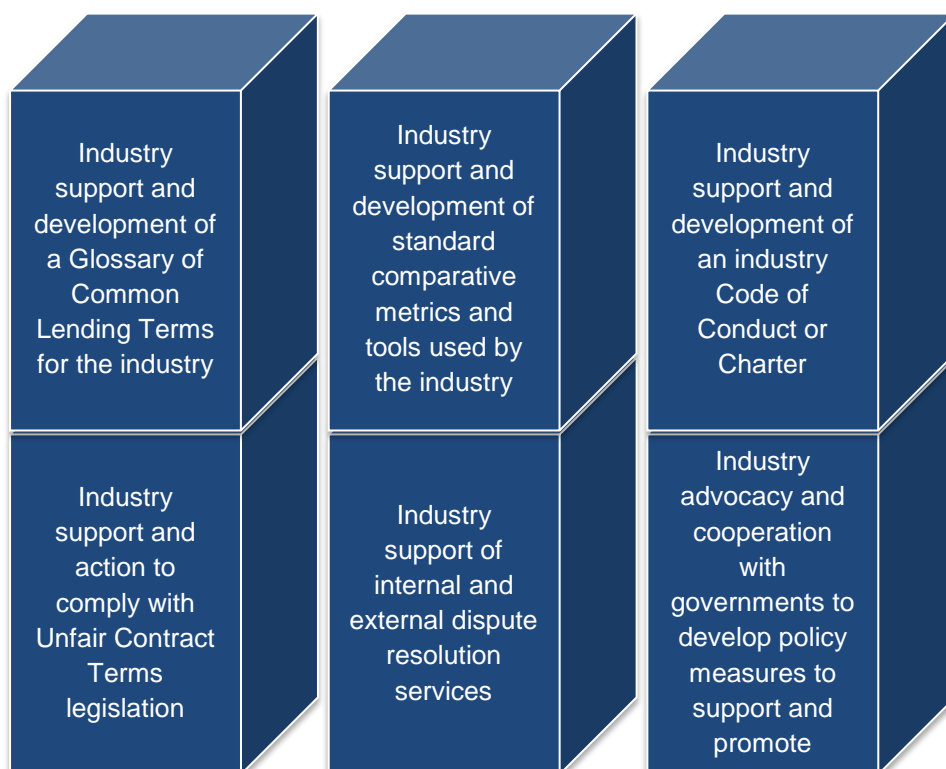 Industry
support and
development of
a Glossary of
Common
Lending Terms
for the industry
Industry
support and
development of
standard
comparative
metrics and
tools used by
the industry
Industry
support and
development of
an industry
Code of
Conduct or
Charter
Industry
support and
action to
comply with
Unfair Contract
Terms
legislation
Industry
support of
internal and
external dispute
resolution
services
Industry
advocacy and
cooperation
with
governments to
develop policy
measures to
support and
promote